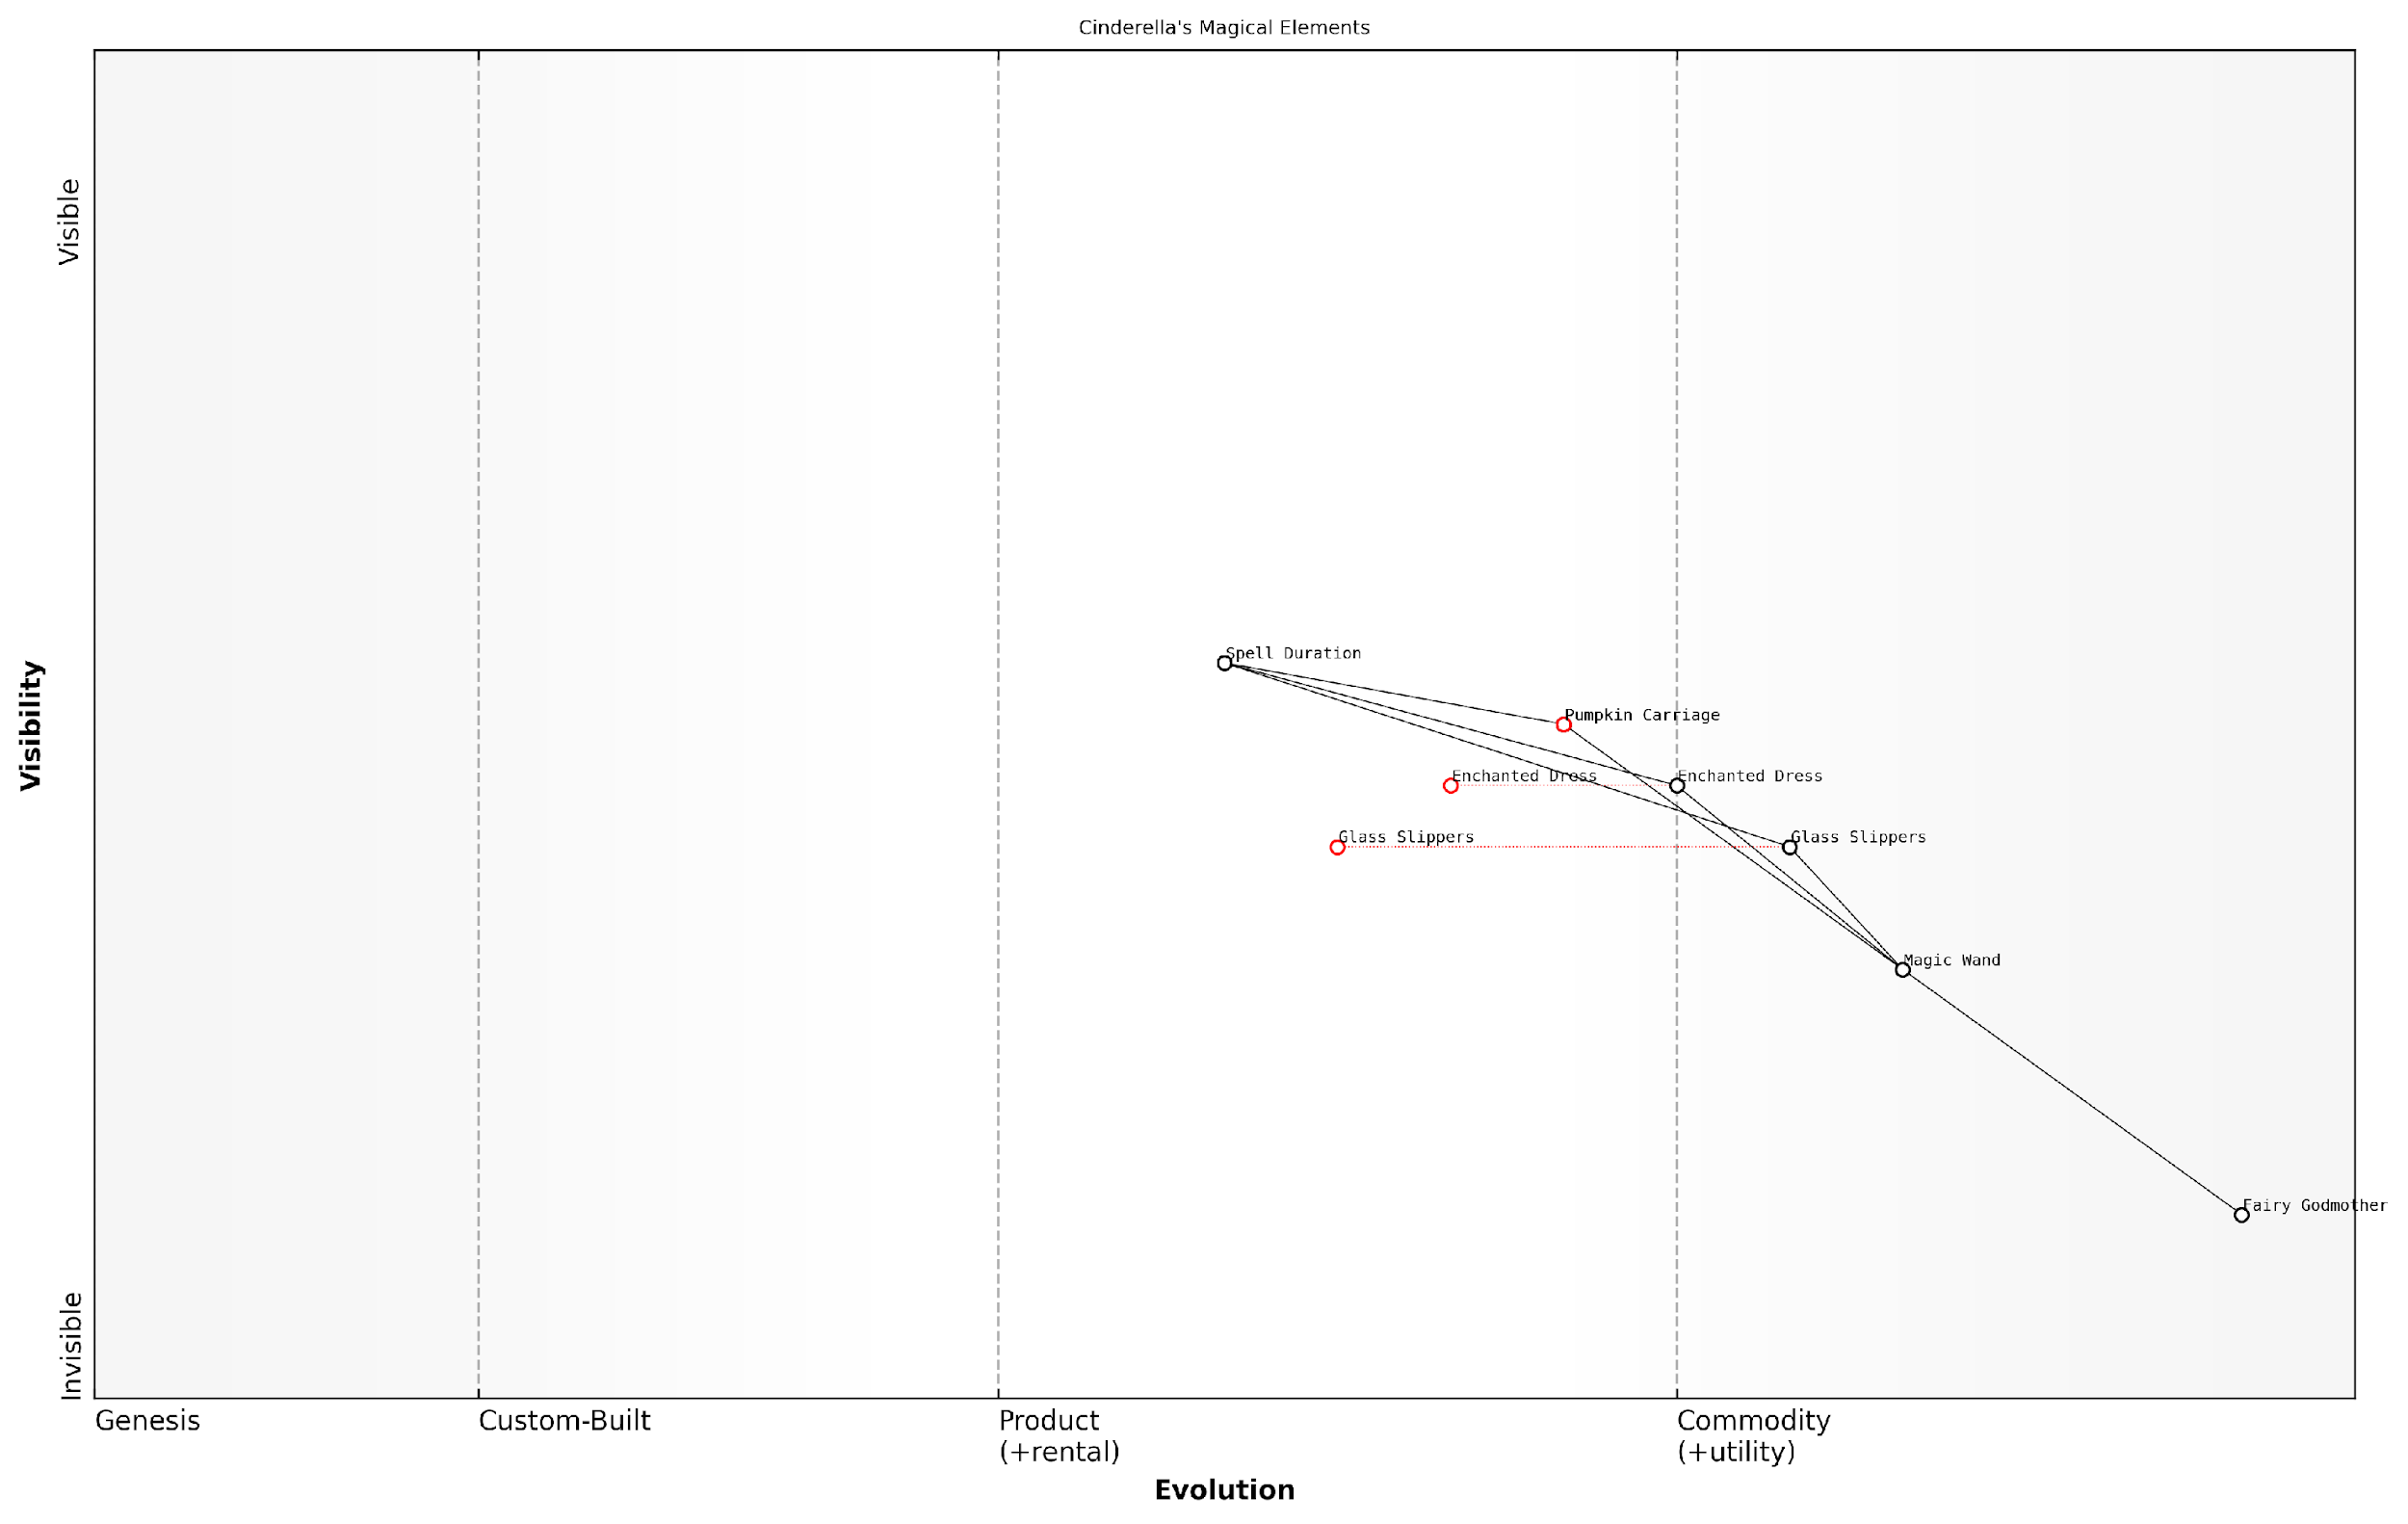 Cinderella's Magical Elements
Visible
Visibility
Invisible
Spell Duration
Pumpkin Carriage
Enchanted Dress
Enchanted Dress
Glass Slippers
Glass Slippers
Magic Wand
Fairy Godmother
Genesis
Custom-Built
Product
(+rental)
Commodity
(+utility)
Evolution